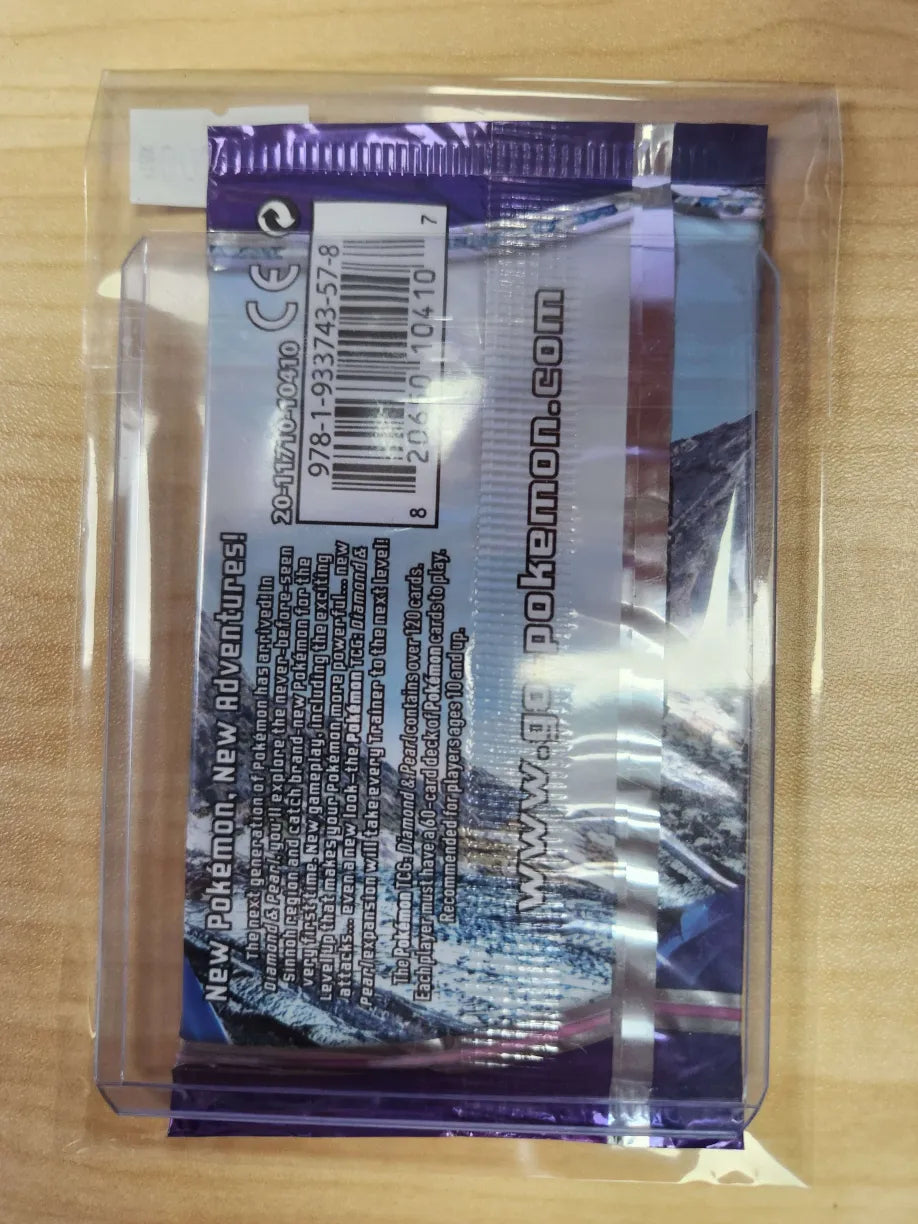 New Pokémon. New Adventures!
The next generation of Pokémon has arrived! In
Diamond & Pearl, you'll explore the never-before-seen
Sinnoh region and catch brand-new Pokémon for the
very first time. New gameplay, including the exciting
Level Up that makes your Pokémon more powerful... new
attacks... even a new look–the Pokémon TCG: Diamond &
Pearl expansion will take every Trainer to the next level!
The Pokémon TCG: Diamond & Pearl contains over 120 cards.
Each player must have a 60-card deck of Pokémon cards to play.
Recommended for players ages 10 and up.
20-11710-10410
CE
978-1-933743-57-8
8 20650 10410 7
www.go-pokemon.com